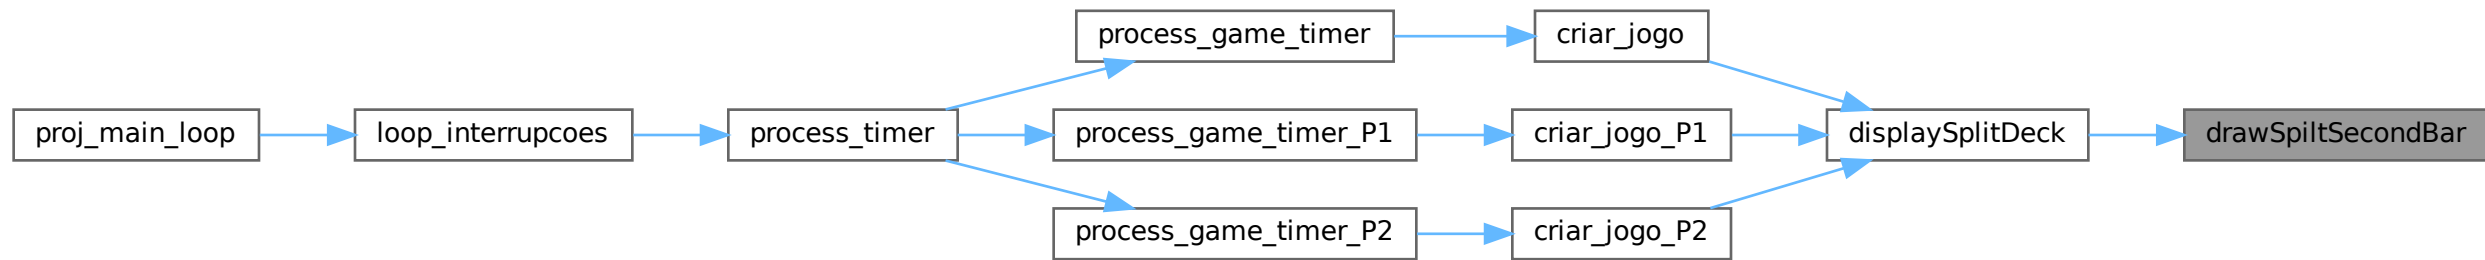 process_game_timer
criar_jogo
proj_main_loop
loop_interrupcoes
process_timer
process_game_timer_P1
criar_jogo_P1
displaySplitDeck
drawSpiltSecondBar
process_game_timer_P2
criar_jogo_P2